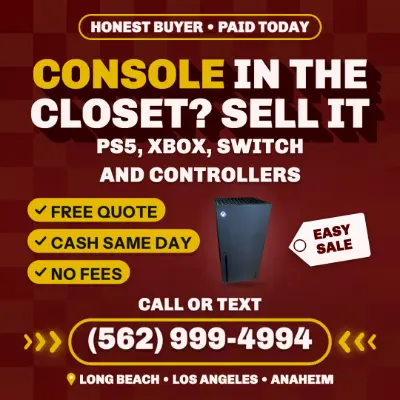 HONEST BUYER • PAID TODAY
CONSOLE IN THE
CLOSET? SELL IT
PS5, XBOX, SWITCH
AND CONTROLLERS
FREE QUOTE
CASH SAME DAY
NO FEES
EASY
SALE
CALL OR TEXT
(562) 999-4994
LONG BEACH • LOS ANGELES • ANAHEIM